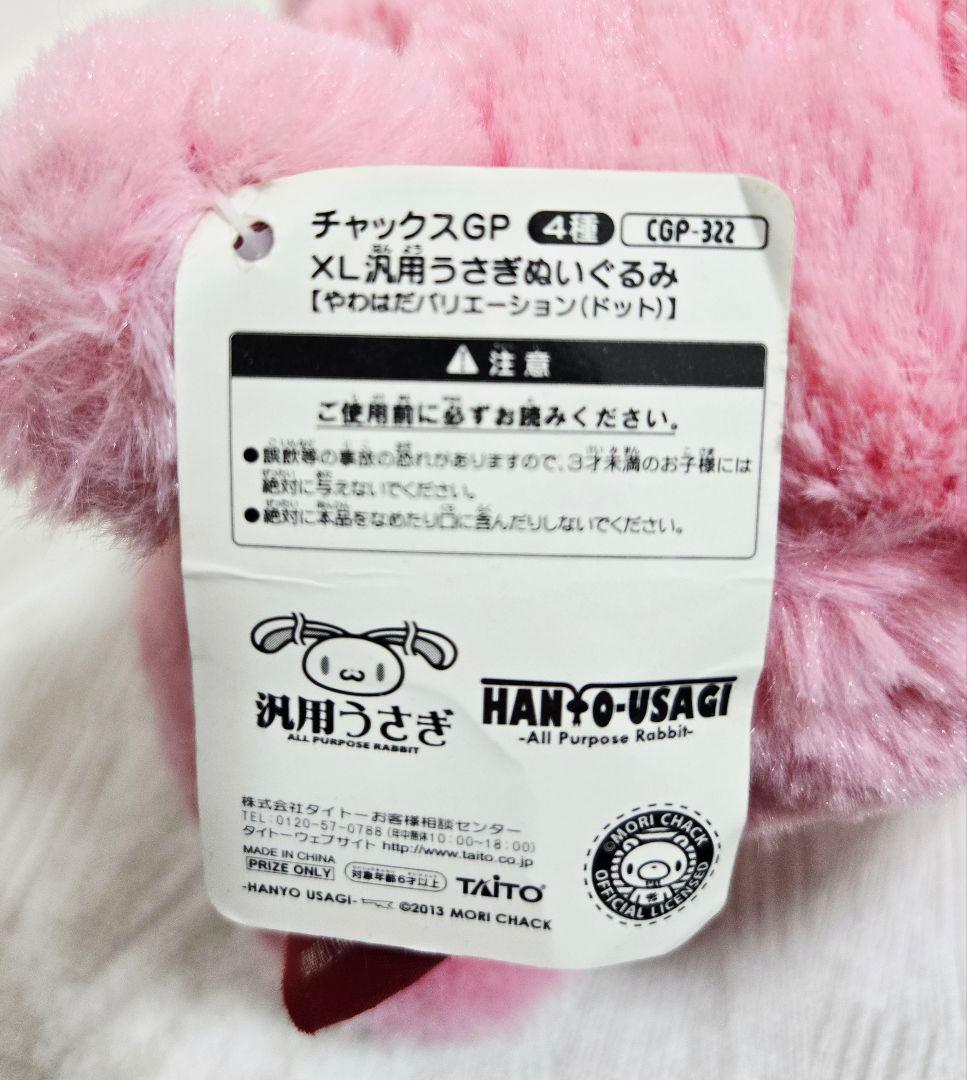 チャックスGP 4種 CGP-322
XL汎用うさぎぬいぐるみ
【やわはだバリエーション(ドット)】
注意
ご使用前に必ずお読みください。
●誤飲等の事故の恐れがありますので、3才未満のお子様には
絶対に与えないでください。
●絶対に本品をなめたり口に含んだりしないでください。
汎用うさぎ
ALL PURPOSE RABBIT
HANYO-USAGI
-All Purpose Rabbit-
株式会社タイトーお客様相談センター
TEL:0120-57-0788 (年中無休10:00~18:00)
タイトーウェブサイト http://www.taito.co.jp
MADE IN CHINA
PRIZE ONLY 対象年齢6才以上 TAITO
-HANYO USAGI- ©2013 MORI CHACK
©MORI CHACK
OFFICIAL LICENSED